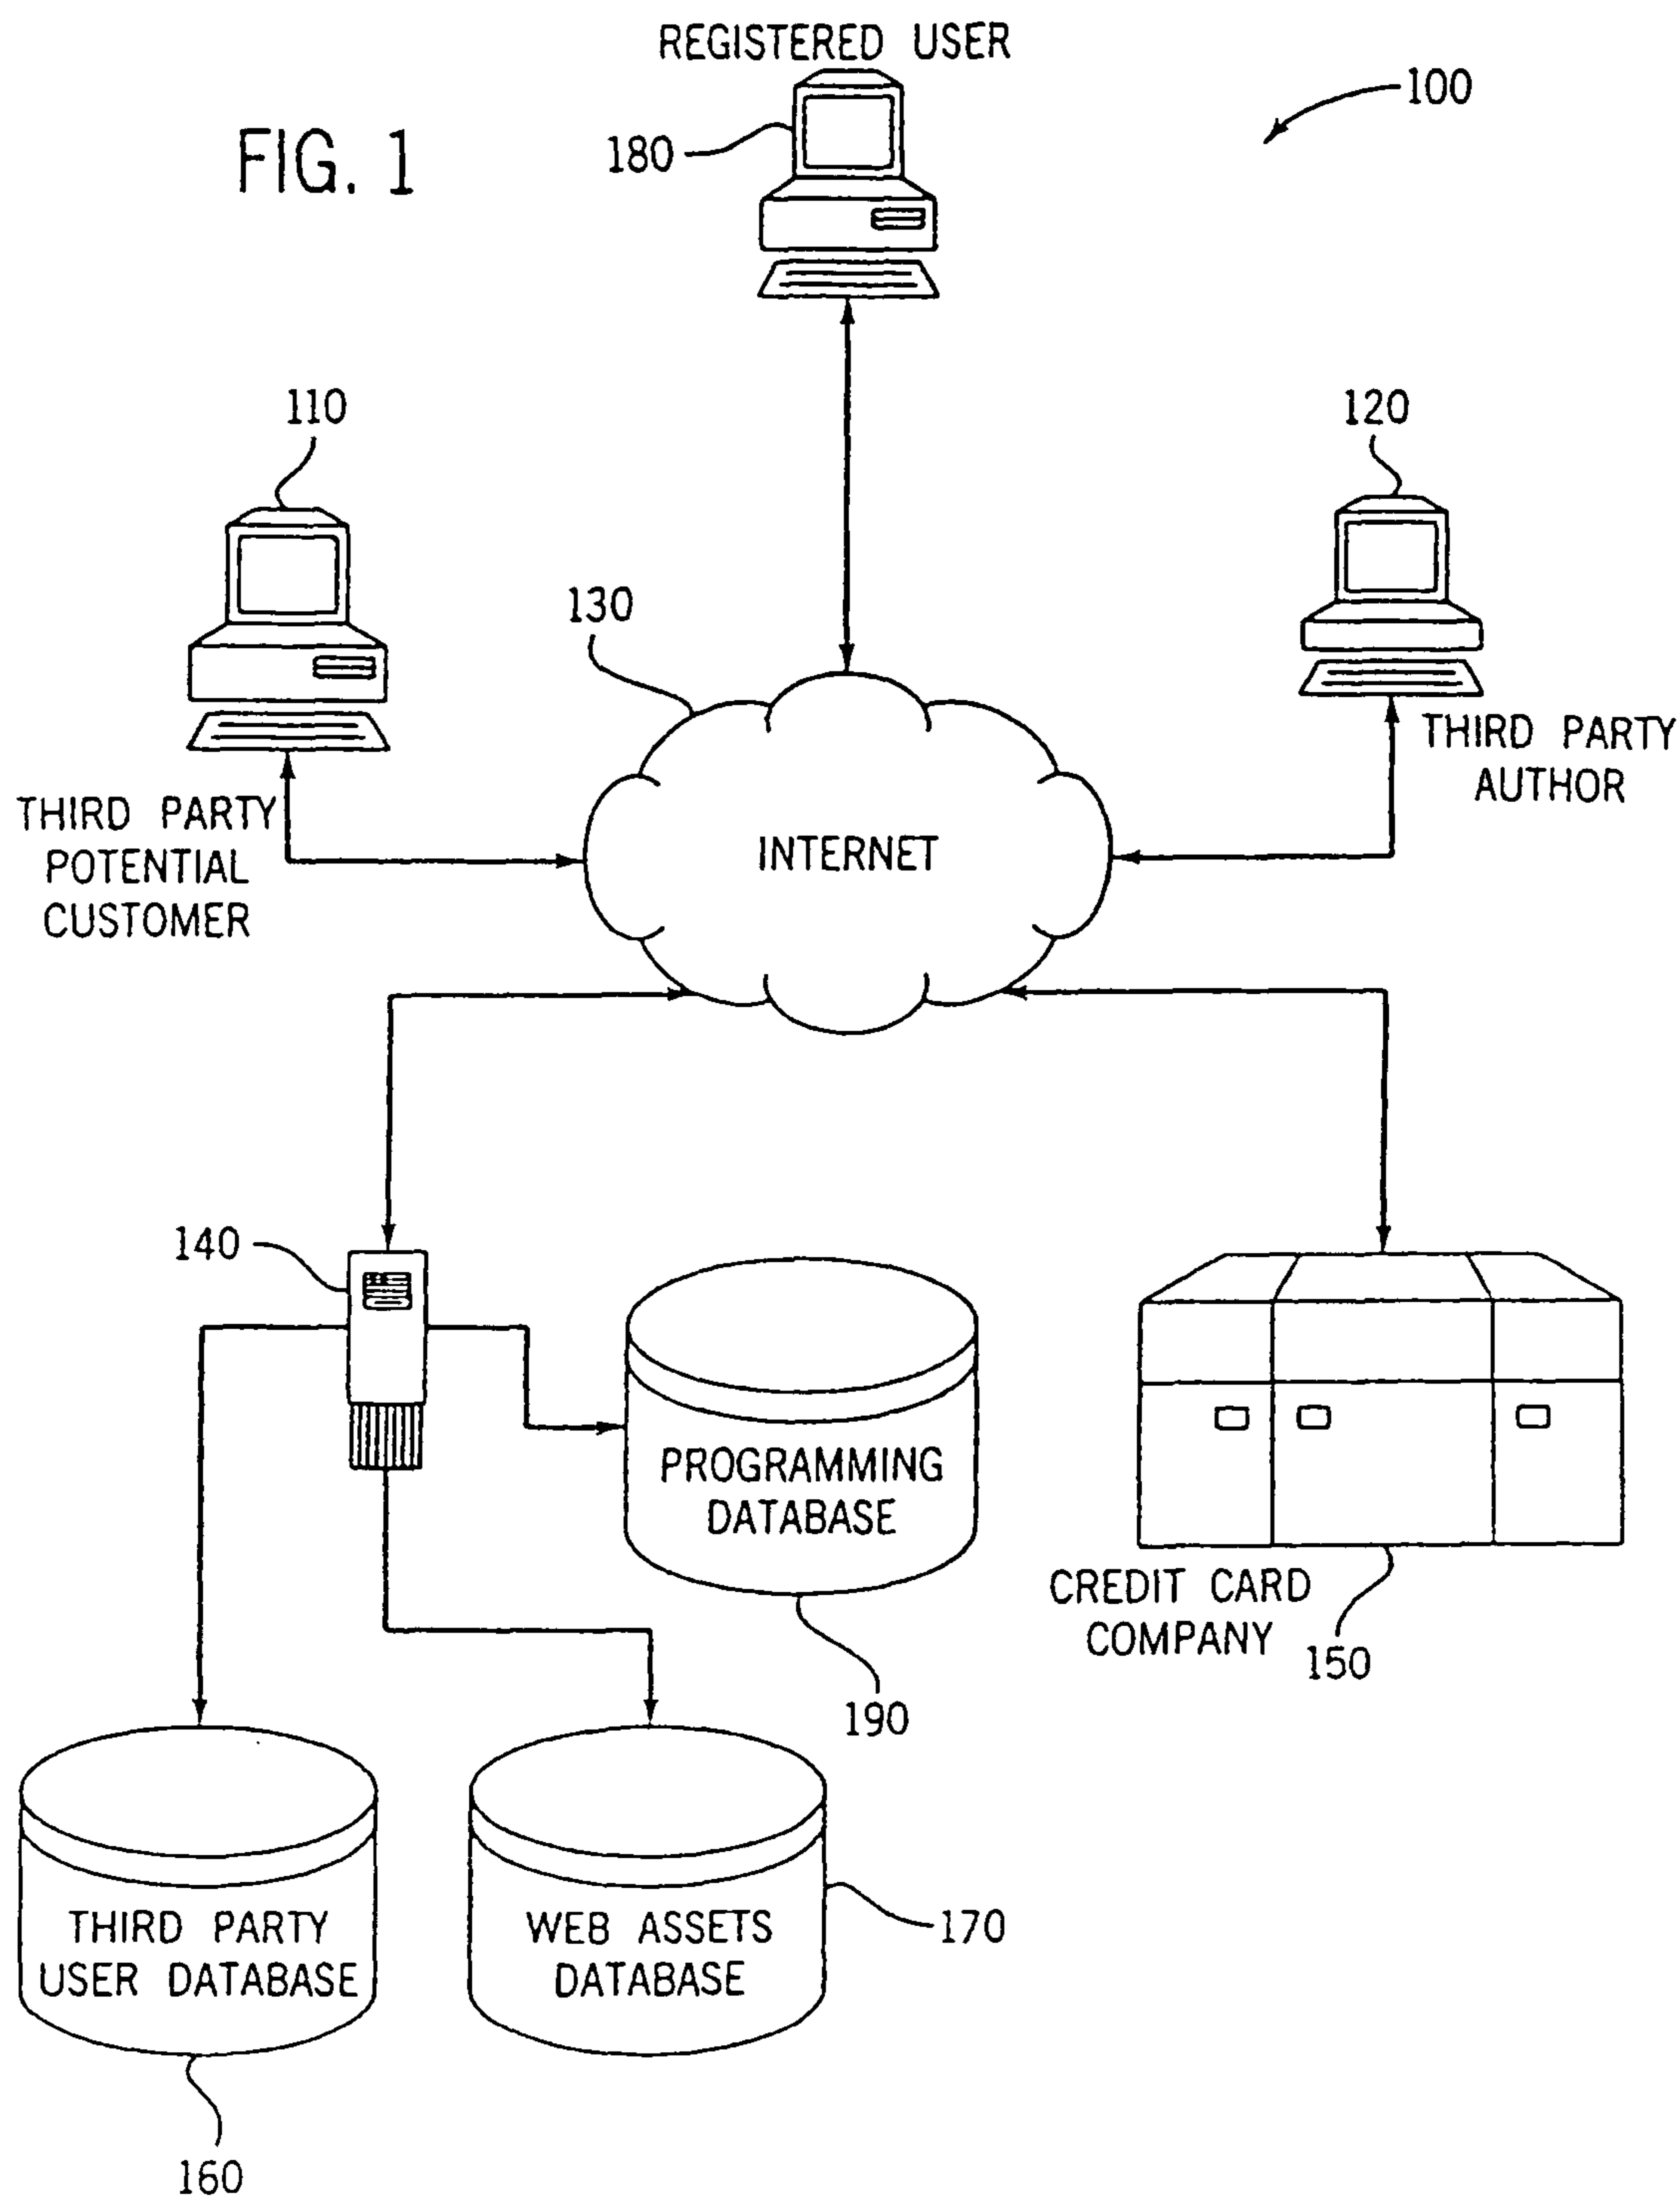 REGISTERED USER
100
FIG. 1
180
110
120
130
THIRD PARTY
AUTHOR
THIRD PARTY
POTENTIAL
CUSTOMER
INTERNET
140
PROGRAMMING
DATABASE
CREDIT CARD
COMPANY
150
190
THIRD PARTY
USER DATABASE
WEB ASSETS
DATABASE
170
160